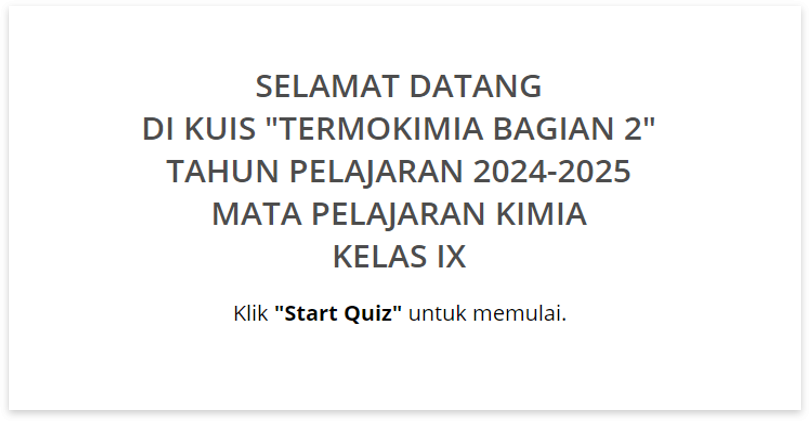 SELAMAT DATANG
DI KUIS "TERMOKIMIA BAGIAN 2"
TAHUN PELAJARAN 2024-2025
MATA PELAJARAN KIMIA
KELAS IX
Klik "Start Quiz" untuk memulai.